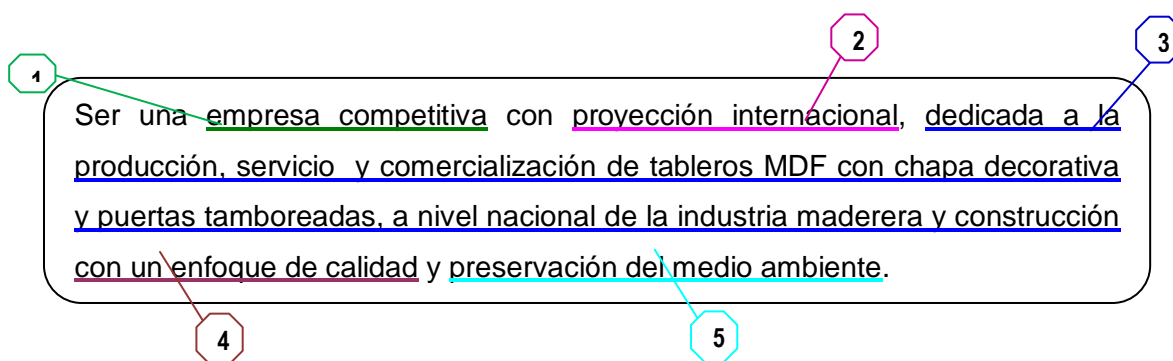 2
3
1
Ser una empresa competitiva con proyección internacional, dedicada a la
producción, servicio y comercialización de tableros MDF con chapa decorativa
y puertas tamboreadas, a nivel nacional de la industria maderera y construcción
con un enfoque de calidad y preservación del medio ambiente.
4
5